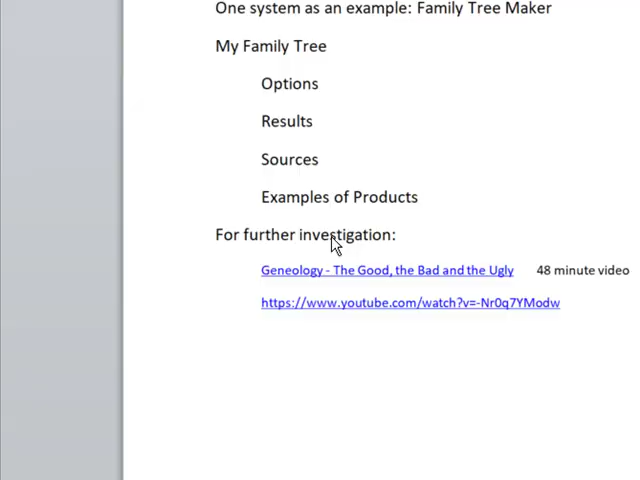 One system as an example: Family Tree Maker
My Family Tree
Options
Results
Sources
Examples of Products
For further investigation:
Geneology - The Good, the Bad and the Ugly 48 minute video
https://www.youtube.com/watch?v=-Nr0q7YModw